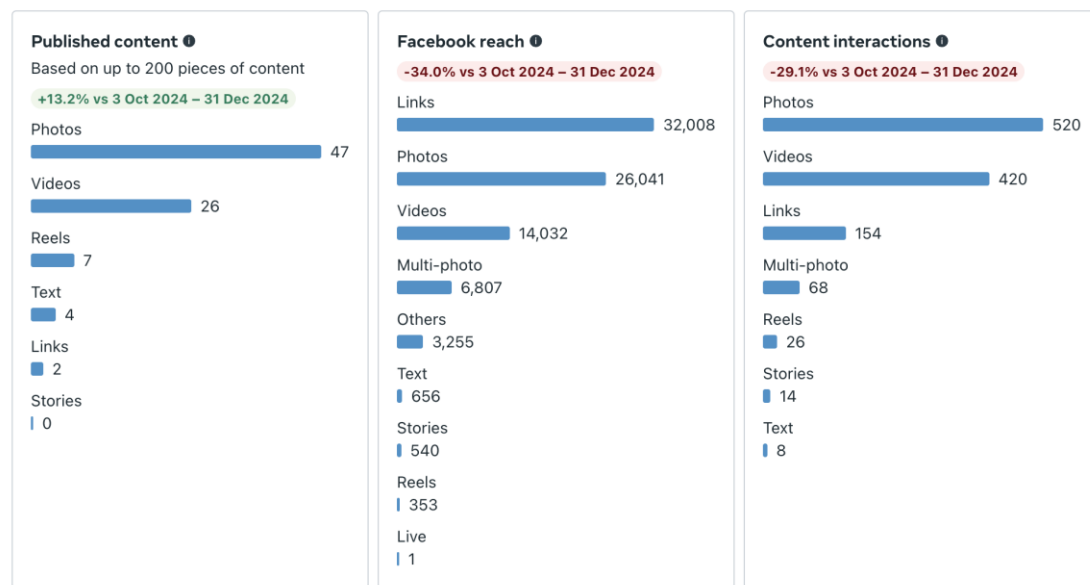 Published content
Based on up to 200 pieces of content
+13.2% vs 3 Oct 2024 – 31 Dec 2024
Photos
47
Videos
26
Reels
7
Text
4
Links
2
Stories
0
Facebook reach
-34.0% vs 3 Oct 2024 – 31 Dec 2024
Links
32,008
Photos
26,041
Videos
14,032
Multi-photo
6,807
Others
3,255
Text
656
Stories
540
Reels
353
Live
1
Content interactions
-29.1% vs 3 Oct 2024 – 31 Dec 2024
Photos
520
Videos
420
Links
154
Multi-photo
68
Reels
26
Stories
14
Text
8